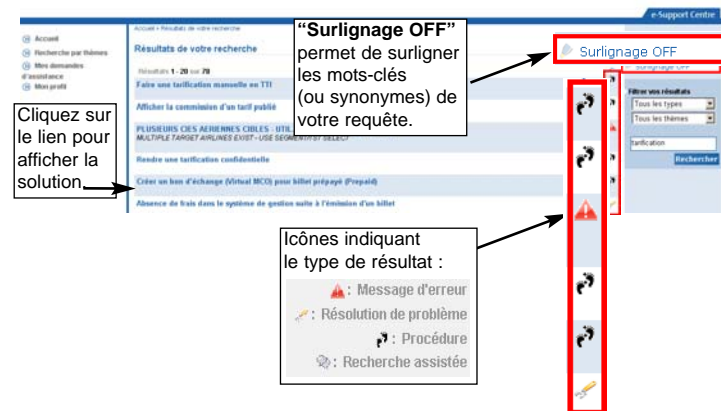 e-Support Centre
Accueil
Recherche par thèmes
Mes demandes
d'assistance
Mon profil
Accueil > Résultats de votre recherche
Résultats de votre recherche
Résultats 1 - 20 sur 78
Faire une tarification manuelle en TTI
Afficher la commission d'un tarif publié
PLUSIEURS CIES AERIENNES CIBLES - UTIL
MULTIPLE TARGET AIRLINES EXIST - USE SEGMENT/ST SELECT
Rendre une tarification confidentielle
Créer un bon d'échange (Virtual MCO) pour billet prépayé (Prepaid)
Absence de frais dans le système de gestion suite à l'émission d'un billet
"Surlignage OFF"
permet de surligner
les mots-clés
(ou synonymes) de
votre requête.
Surlignage OFF
Surlignage OFF
Filtrer vos résultats
Tous les types
Tous les thèmes
tarification
Rechercher
Cliquez sur
le lien pour
afficher la
solution.
Icônes indiquant
le type de résultat :
: Message d'erreur
: Résolution de problème
: Procédure
: Recherche assistée